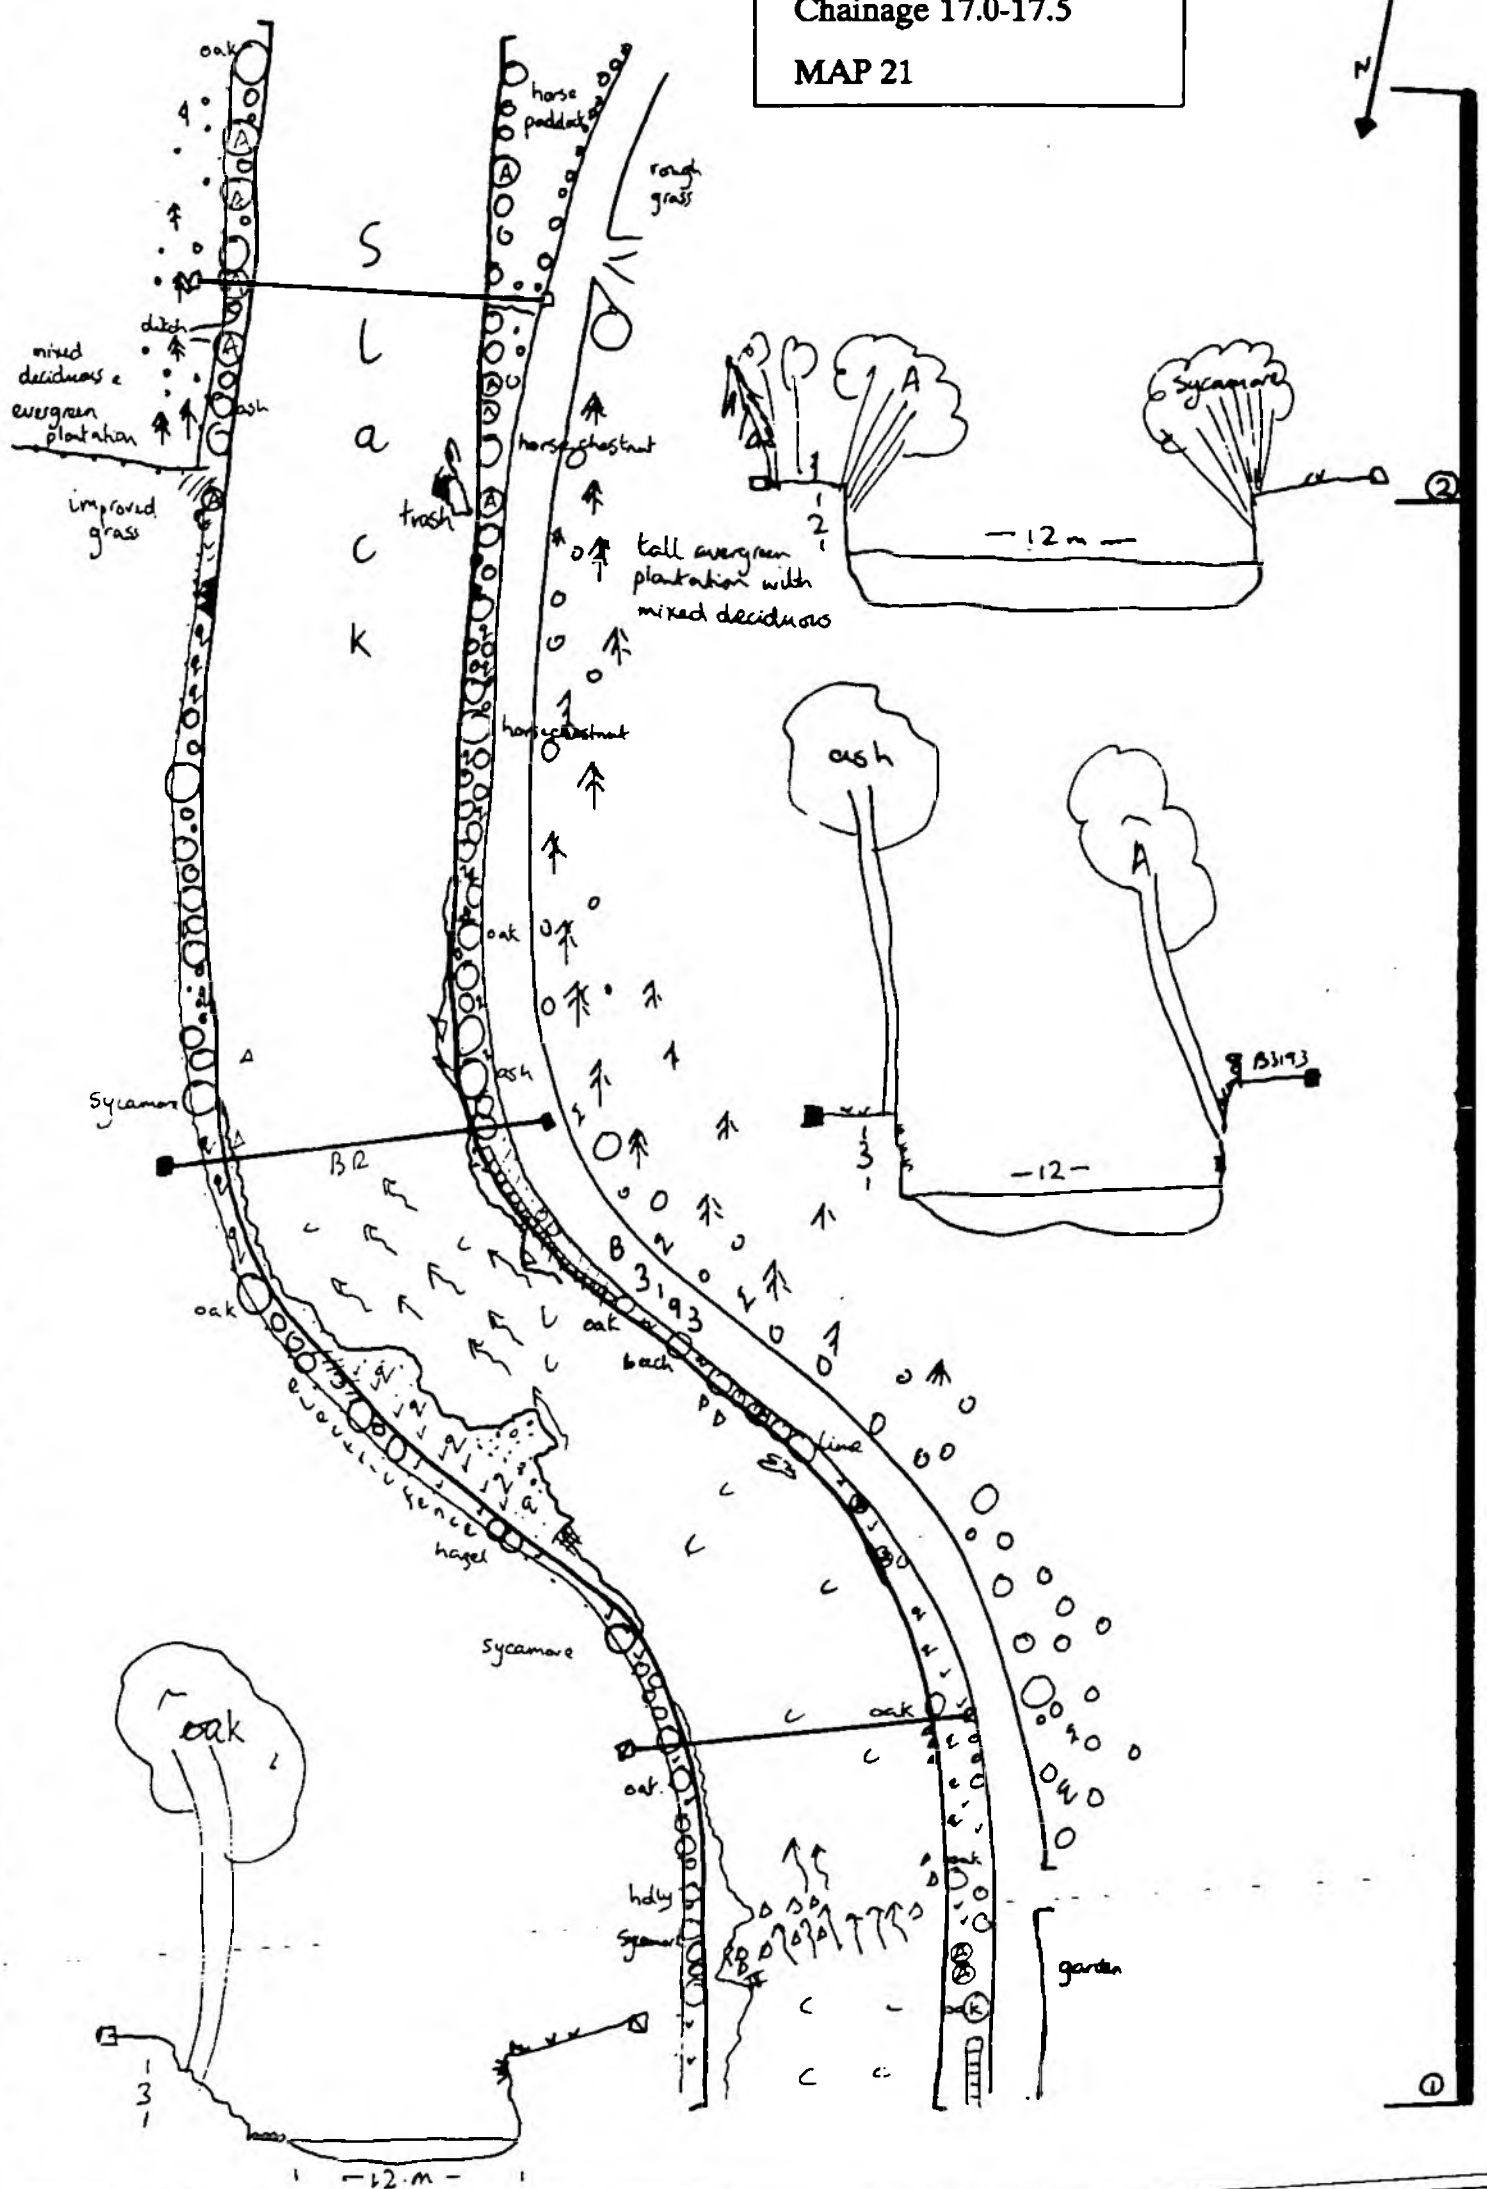 Chainage 17.0-17.5
MAP 21
N
oak
horse
paddock
rough
grass
A
A
A
S
l
a
c
k
ditch
mixed
deciduous e
evergreen
plantation
A
ash
A
A
horse chestnut
improved
grass
A
trash
A
tall evergreen
plantation with
mixed deciduous
A
Sycamore
2
- 12 m -
2
horse chestnut
ash
A
oak
ash
B3193
3
- 12 -
Sycamore
BR
B3193
oak
oak
beech
lime
fence
hazel
Sycamore
oak
oak
oak.
oak
holly
Sycamore
A
A
K
garden
3
- 12.m -
1